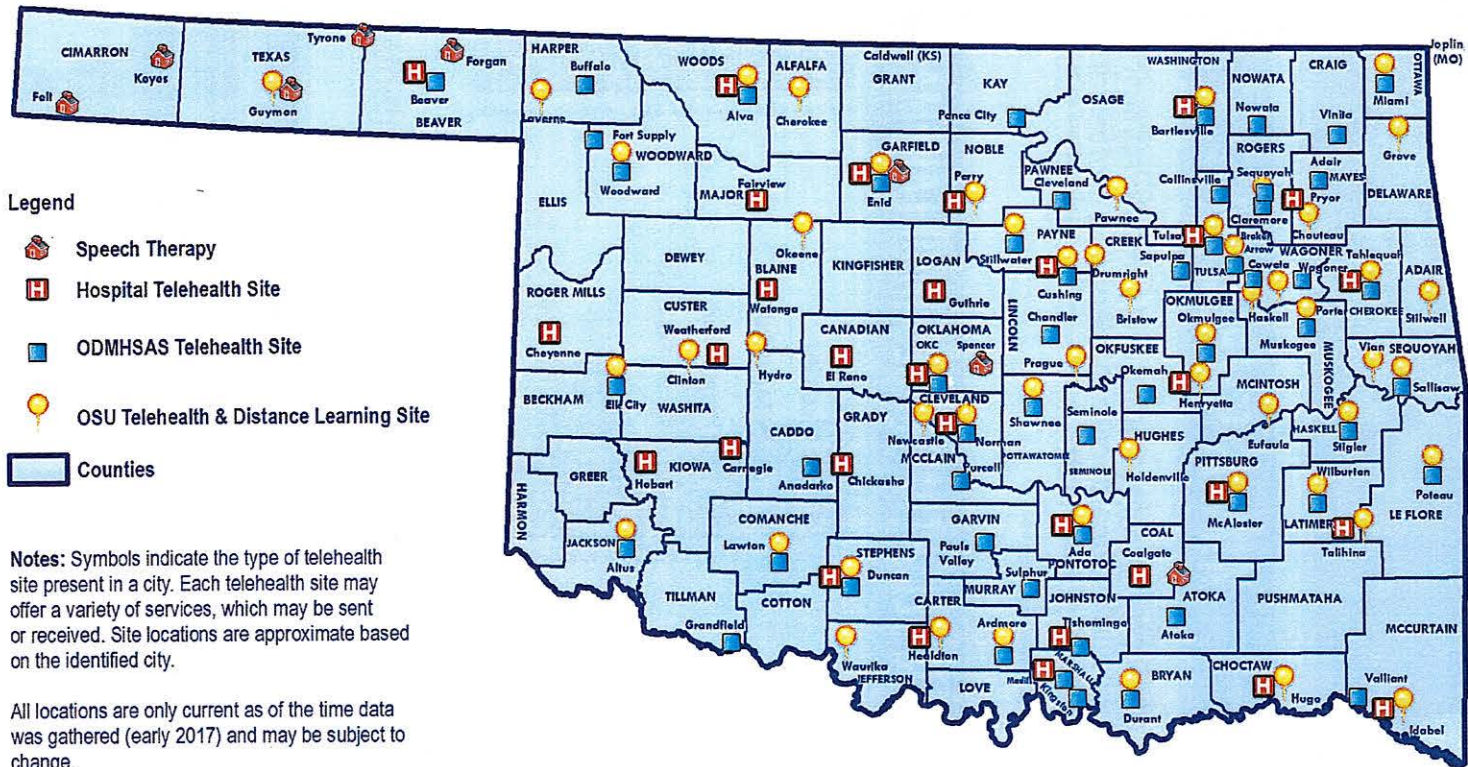 Joplin
(MO)
Tyrone
CIMARRON
Keyes
Felt
TEXAS
Guymon
Forgan
Beaver
BEAVER
HARPER
Buffalo
Laverne
Fort Supply
WOODWARD
Woodward
WOODS
Alva
ALFALFA
Cherokee
Caldwell (KS)
GRANT
KAY
Ponca City
OSAGE
WASHINGTON
Bartlesville
NOWATA
Nowata
CRAIG
Vinita
OTTAWA
Miami
Grove
DELAWARE
ROGERS
Sequoyah
Claremore
Collinsville
Adair
MAYES
Pryor
Chouteau
GARFIELD
Enid
NOBLE
Perry
PAWNEE
Cleveland
Pawnee
MAJOR
Fairview
ELLIS
Legend
Speech Therapy
Hospital Telehealth Site
ODMHSAS Telehealth Site
OSU Telehealth & Distance Learning Site
Counties
DEWEY
Okeene
BLAINE
Watonga
KINGFISHER
LOGAN
Guthrie
PAYNE
Stillwater
Cushing
CREEK
Drumright
Sapulpa
Bristow
Tulsa
TULSA
Broken
Arrow
WAGONER
Coweta
Wagoner
Tahlequah
CHEROKEE
ADAIR
Stilwell
ROGER MILLS
Cheyenne
CUSTER
Weatherford
Clinton
Hydro
CANADIAN
El Reno
OKLAHOMA
OKC
Spencer
LINCOLN
Chandler
Prague
OKFUSKEE
Okemah
OKMULGEE
Okmulgee
Henryetta
Haskell
Porter
Muskogee
MUSKOGEE
MCINTOSH
Eufaula
Vian
SEQUOYAH
Sallisaw
BECKHAM
Elk City
WASHITA
CADDO
Anadarko
GRADY
Chickasha
CLEVELAND
Newcastle
Norman
MCCLAIN
Purcell
Shawnee
POTTAWATOMIE
Seminole
SEMINOLE
HUGHES
Holdenville
HASKELL
Stigler
PITTSBURG
McAlester
Wilburton
LATIMER
Talihina
Poteau
LE FLORE
GREER
HARMON
KIOWA
Hobart
Carnegie
JACKSON
Altus
COMANCHE
Lawton
TILLMAN
Grandfield
COTTON
STEPHENS
Duncan
GARVIN
Pauls
Valley
Ada
PONTOTOC
Sulphur
MURRAY
COAL
Coalgate
ATOKA
Atoka
PUSHMATAHA
MCCURTAIN
Valliant
Idabel
Waurika
JEFFERSON
CARTER
Healdton
Ardmore
LOVE
JOHNSTON
Tishomingo
MARSHALL
Kingston
BRYAN
Durant
CHOCTAW
Hugo
Notes: Symbols indicate the type of telehealth
site present in a city. Each telehealth site may
offer a variety of services, which may be sent
or received. Site locations are approximate based
on the identified city.
All locations are only current as of the time data
was gathered (early 2017) and may be subject to
change.